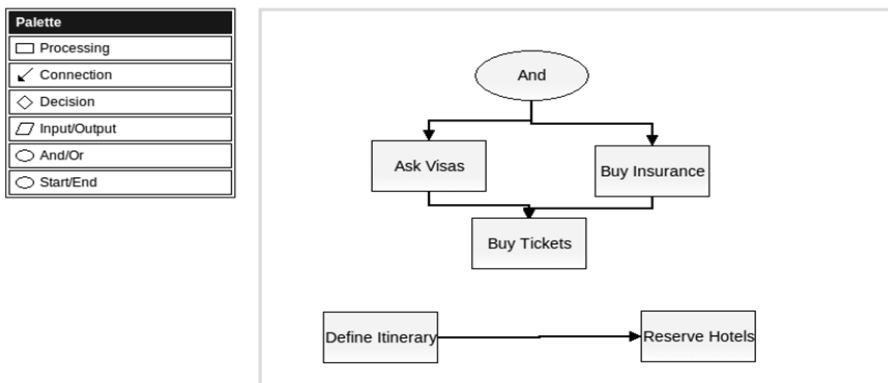 Palette
Processing
Connection
Decision
Input/Output
And/Or
Start/End
And
Ask Visas
Buy Insurance
Buy Tickets
Define Itinerary
Reserve Hotels